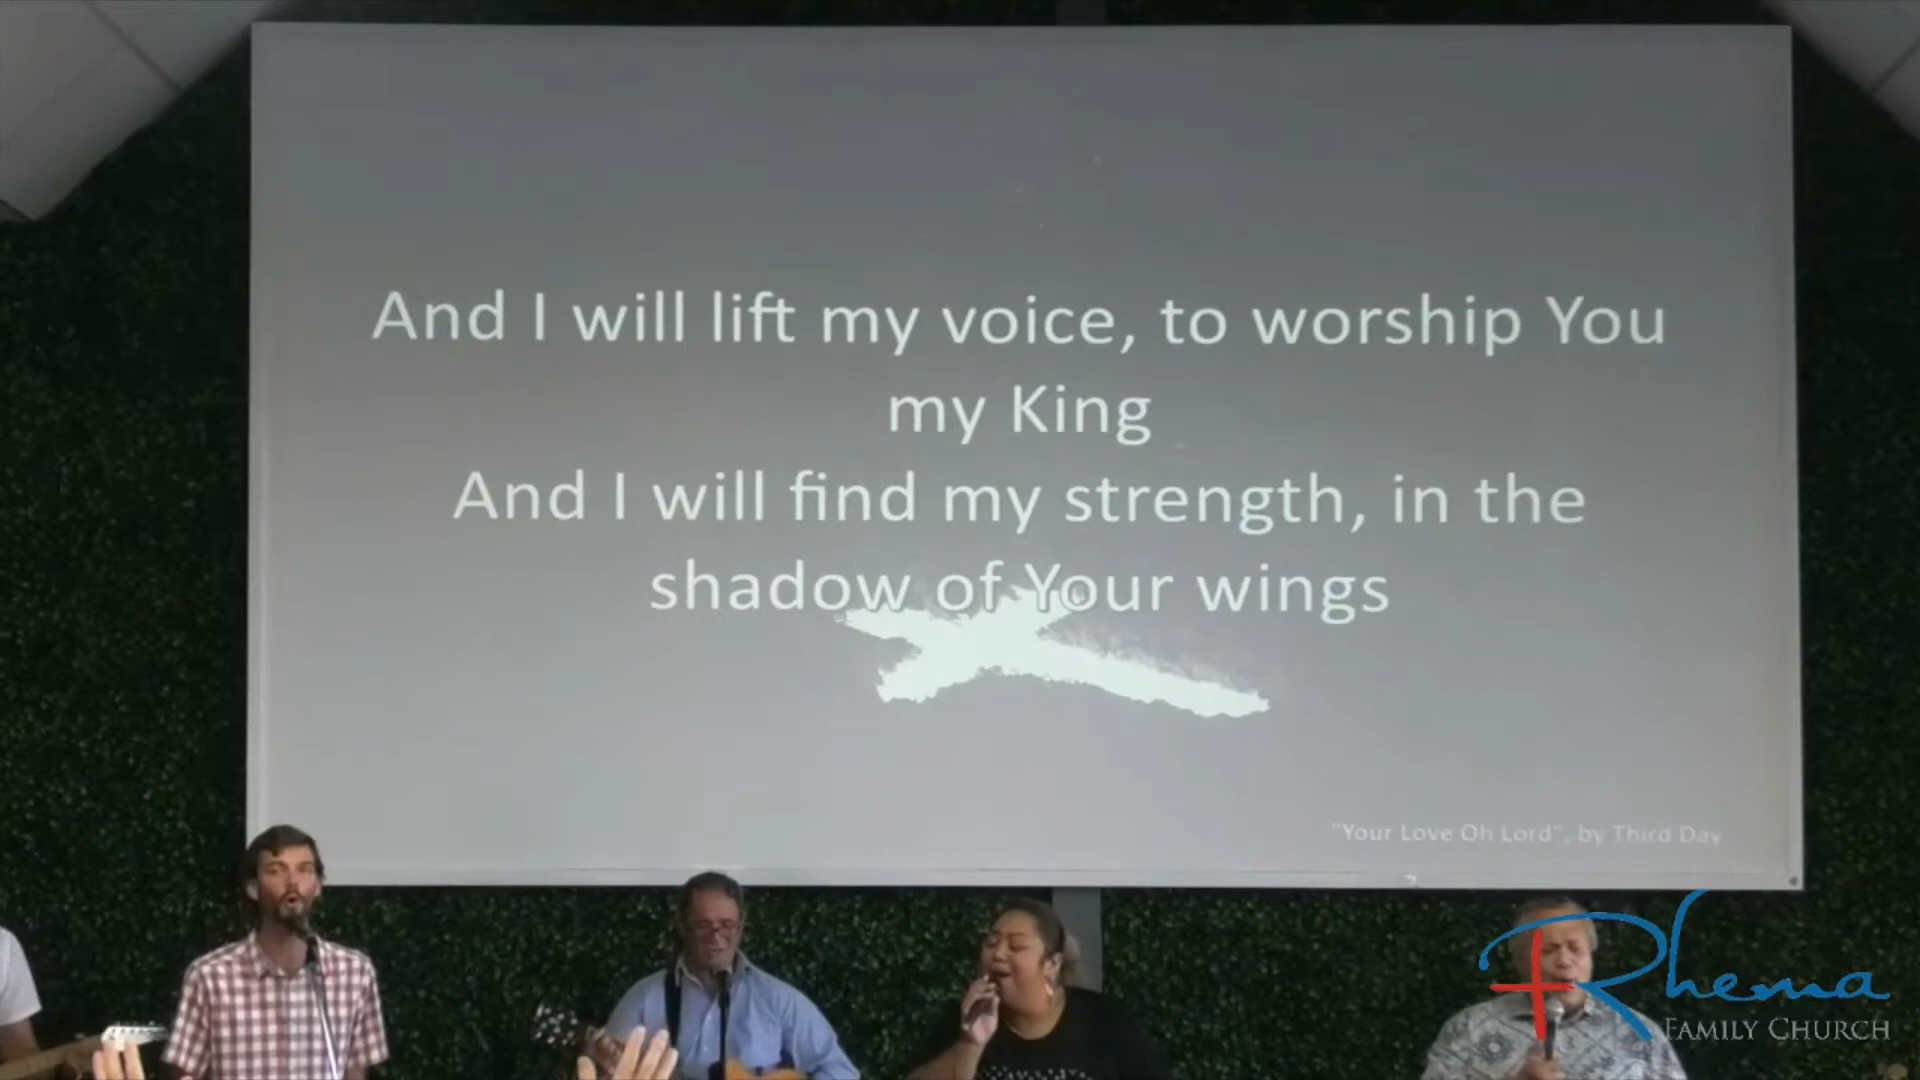 And I will lift my voice, to worship You
my King
And I will find my strength, in the
shadow of Your wings
"Your Love Oh Lord", by Third Day
Rhema
FAMILY CHURCH